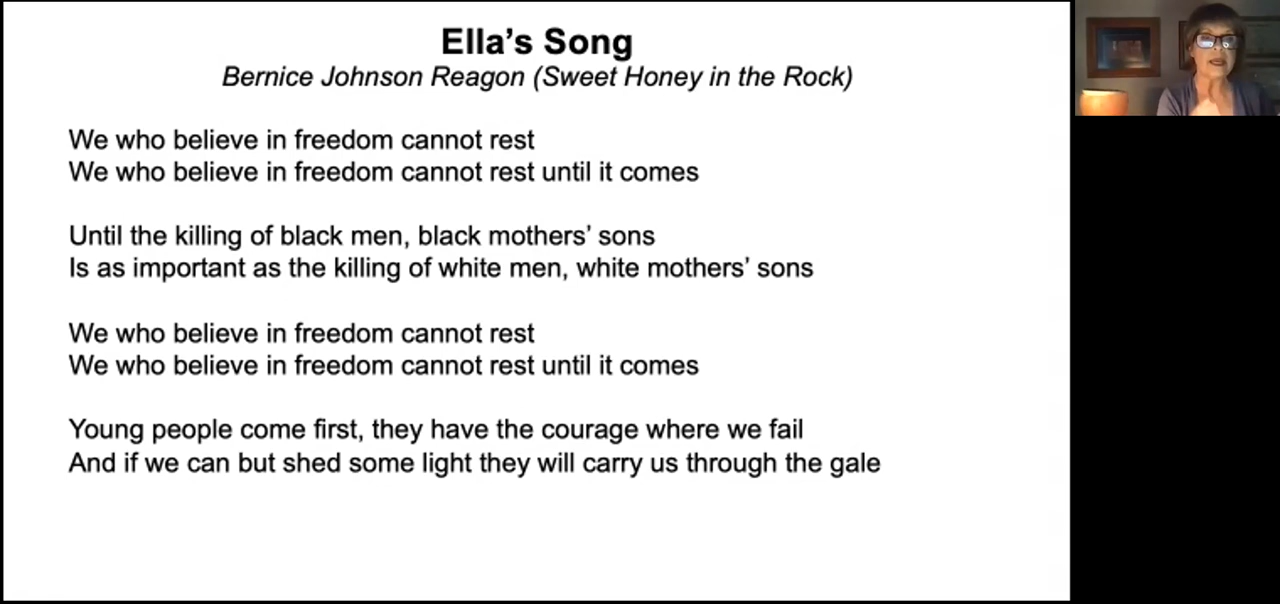 Ella's Song
Bernice Johnson Reagon (Sweet Honey in the Rock)
We who believe in freedom cannot rest
We who believe in freedom cannot rest until it comes
Until the killing of black men, black mothers' sons
Is as important as the killing of white men, white mothers' sons
We who believe in freedom cannot rest
We who believe in freedom cannot rest until it comes
Young people come first, they have the courage where we fail
And if we can but shed some light they will carry us through the gale